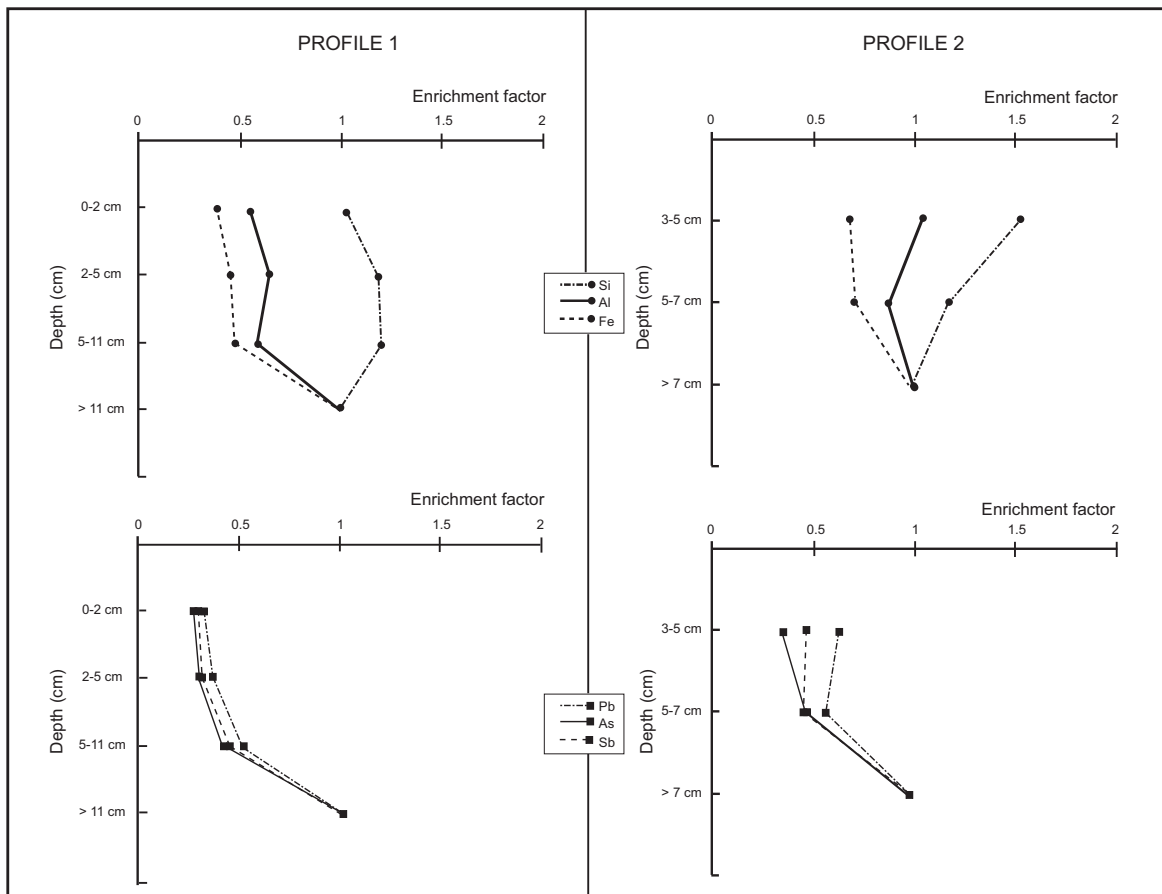 PROFILE 1
Enrichment factor
0 0.5 1 1.5 2
Depth (cm)
0-2 cm
2-5 cm
5-11 cm
> 11 cm
PROFILE 2
Enrichment factor
0 0.5 1 1.5 2
Depth (cm)
3-5 cm
5-7 cm
> 7 cm
Si
Al
Fe
Enrichment factor
0 0.5 1 1.5 2
Depth (cm)
0-2 cm
2-5 cm
5-11 cm
> 11 cm
Enrichment factor
0 0.5 1 1.5 2
Depth (cm)
3-5 cm
5-7 cm
> 7 cm
Pb
As
Sb